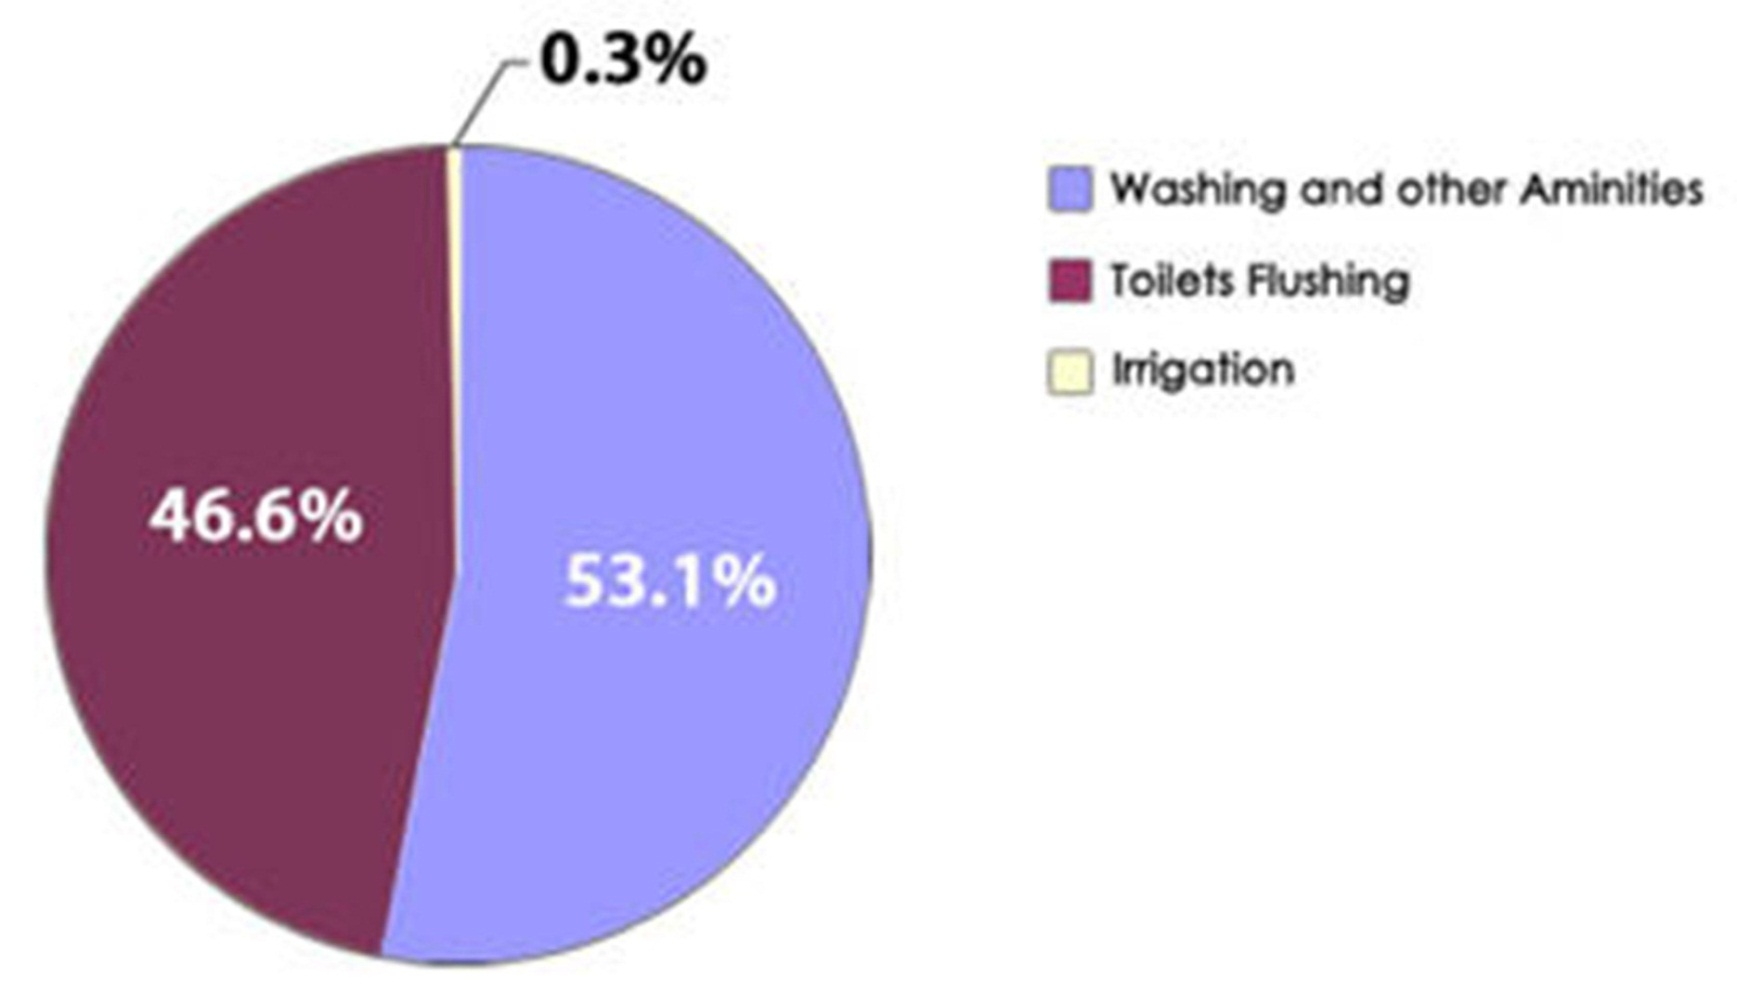 0.3%
Washing and other Aminities
Toilets Flushing
Irrigation
46.6%
53.1%